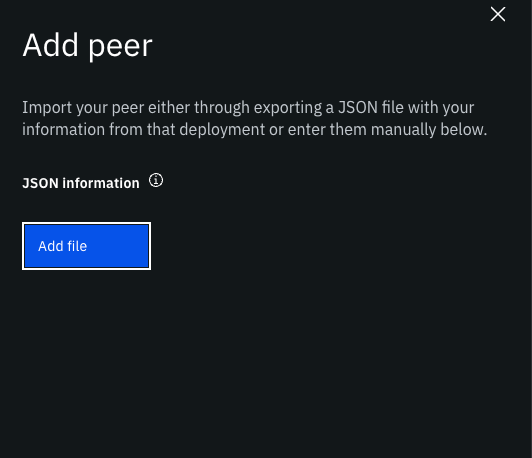 Add peer
Import your peer either through exporting a JSON file with your
information from that deployment or enter them manually below.
JSON information
Add file